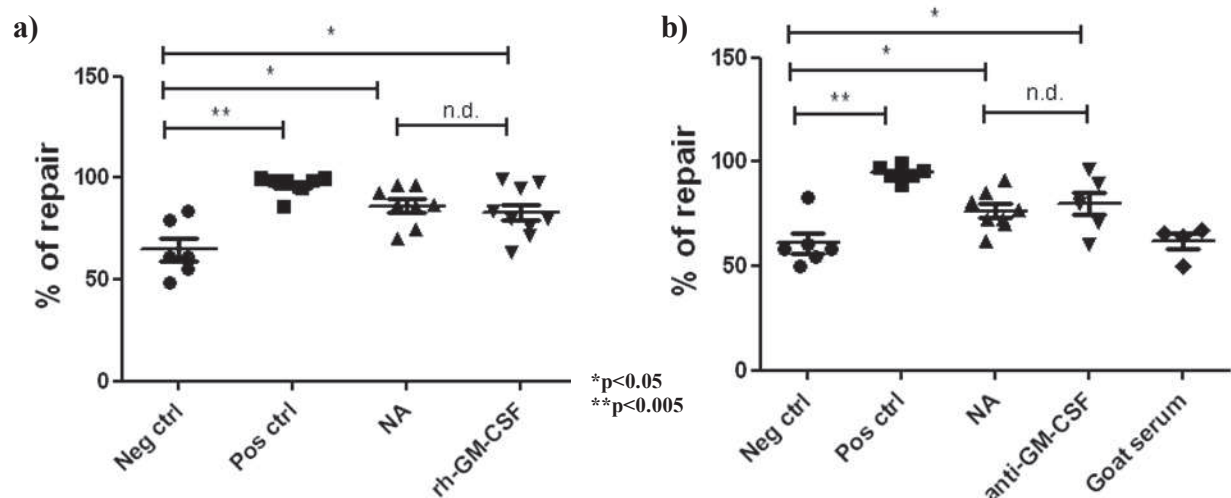 a)
*
*
**
n.d.
150
100
50
0
% of repair
Neg ctrl
Pos ctrl
NA
rh-GM-CSF
*p<0.05
**p<0.005
b)
*
*
**
n.d.
150
100
50
0
% of repair
Neg ctrl
Pos ctrl
NA
anti-GM-CSF
Goat serum